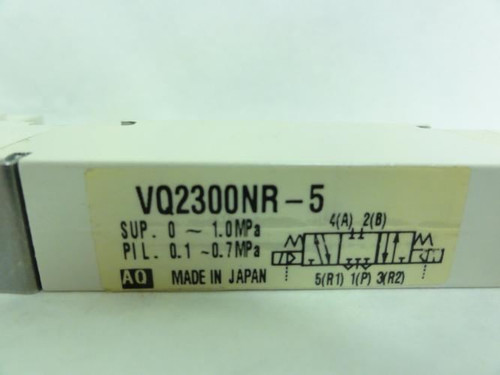 VQ2300NR-5
SUP. 0 ~ 1.0MPa
PIL. 0.1 ~0.7MPa
AO MADE IN JAPAN
4(A) 2(B)
5(R1) 1(P) 3(R2)